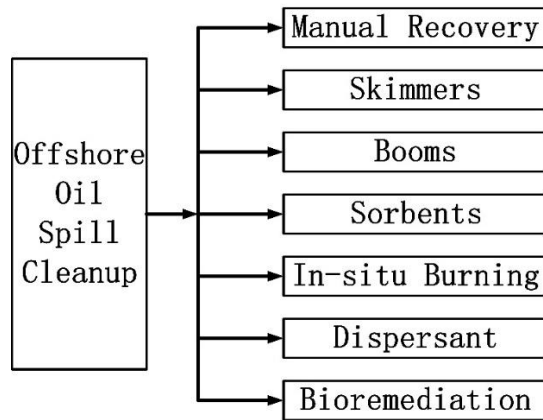 Offshore
Oil
Spill
Cleanup
Manual Recovery
Skimmers
Booms
Sorbents
In-situ Burning
Dispersant
Bioremediation